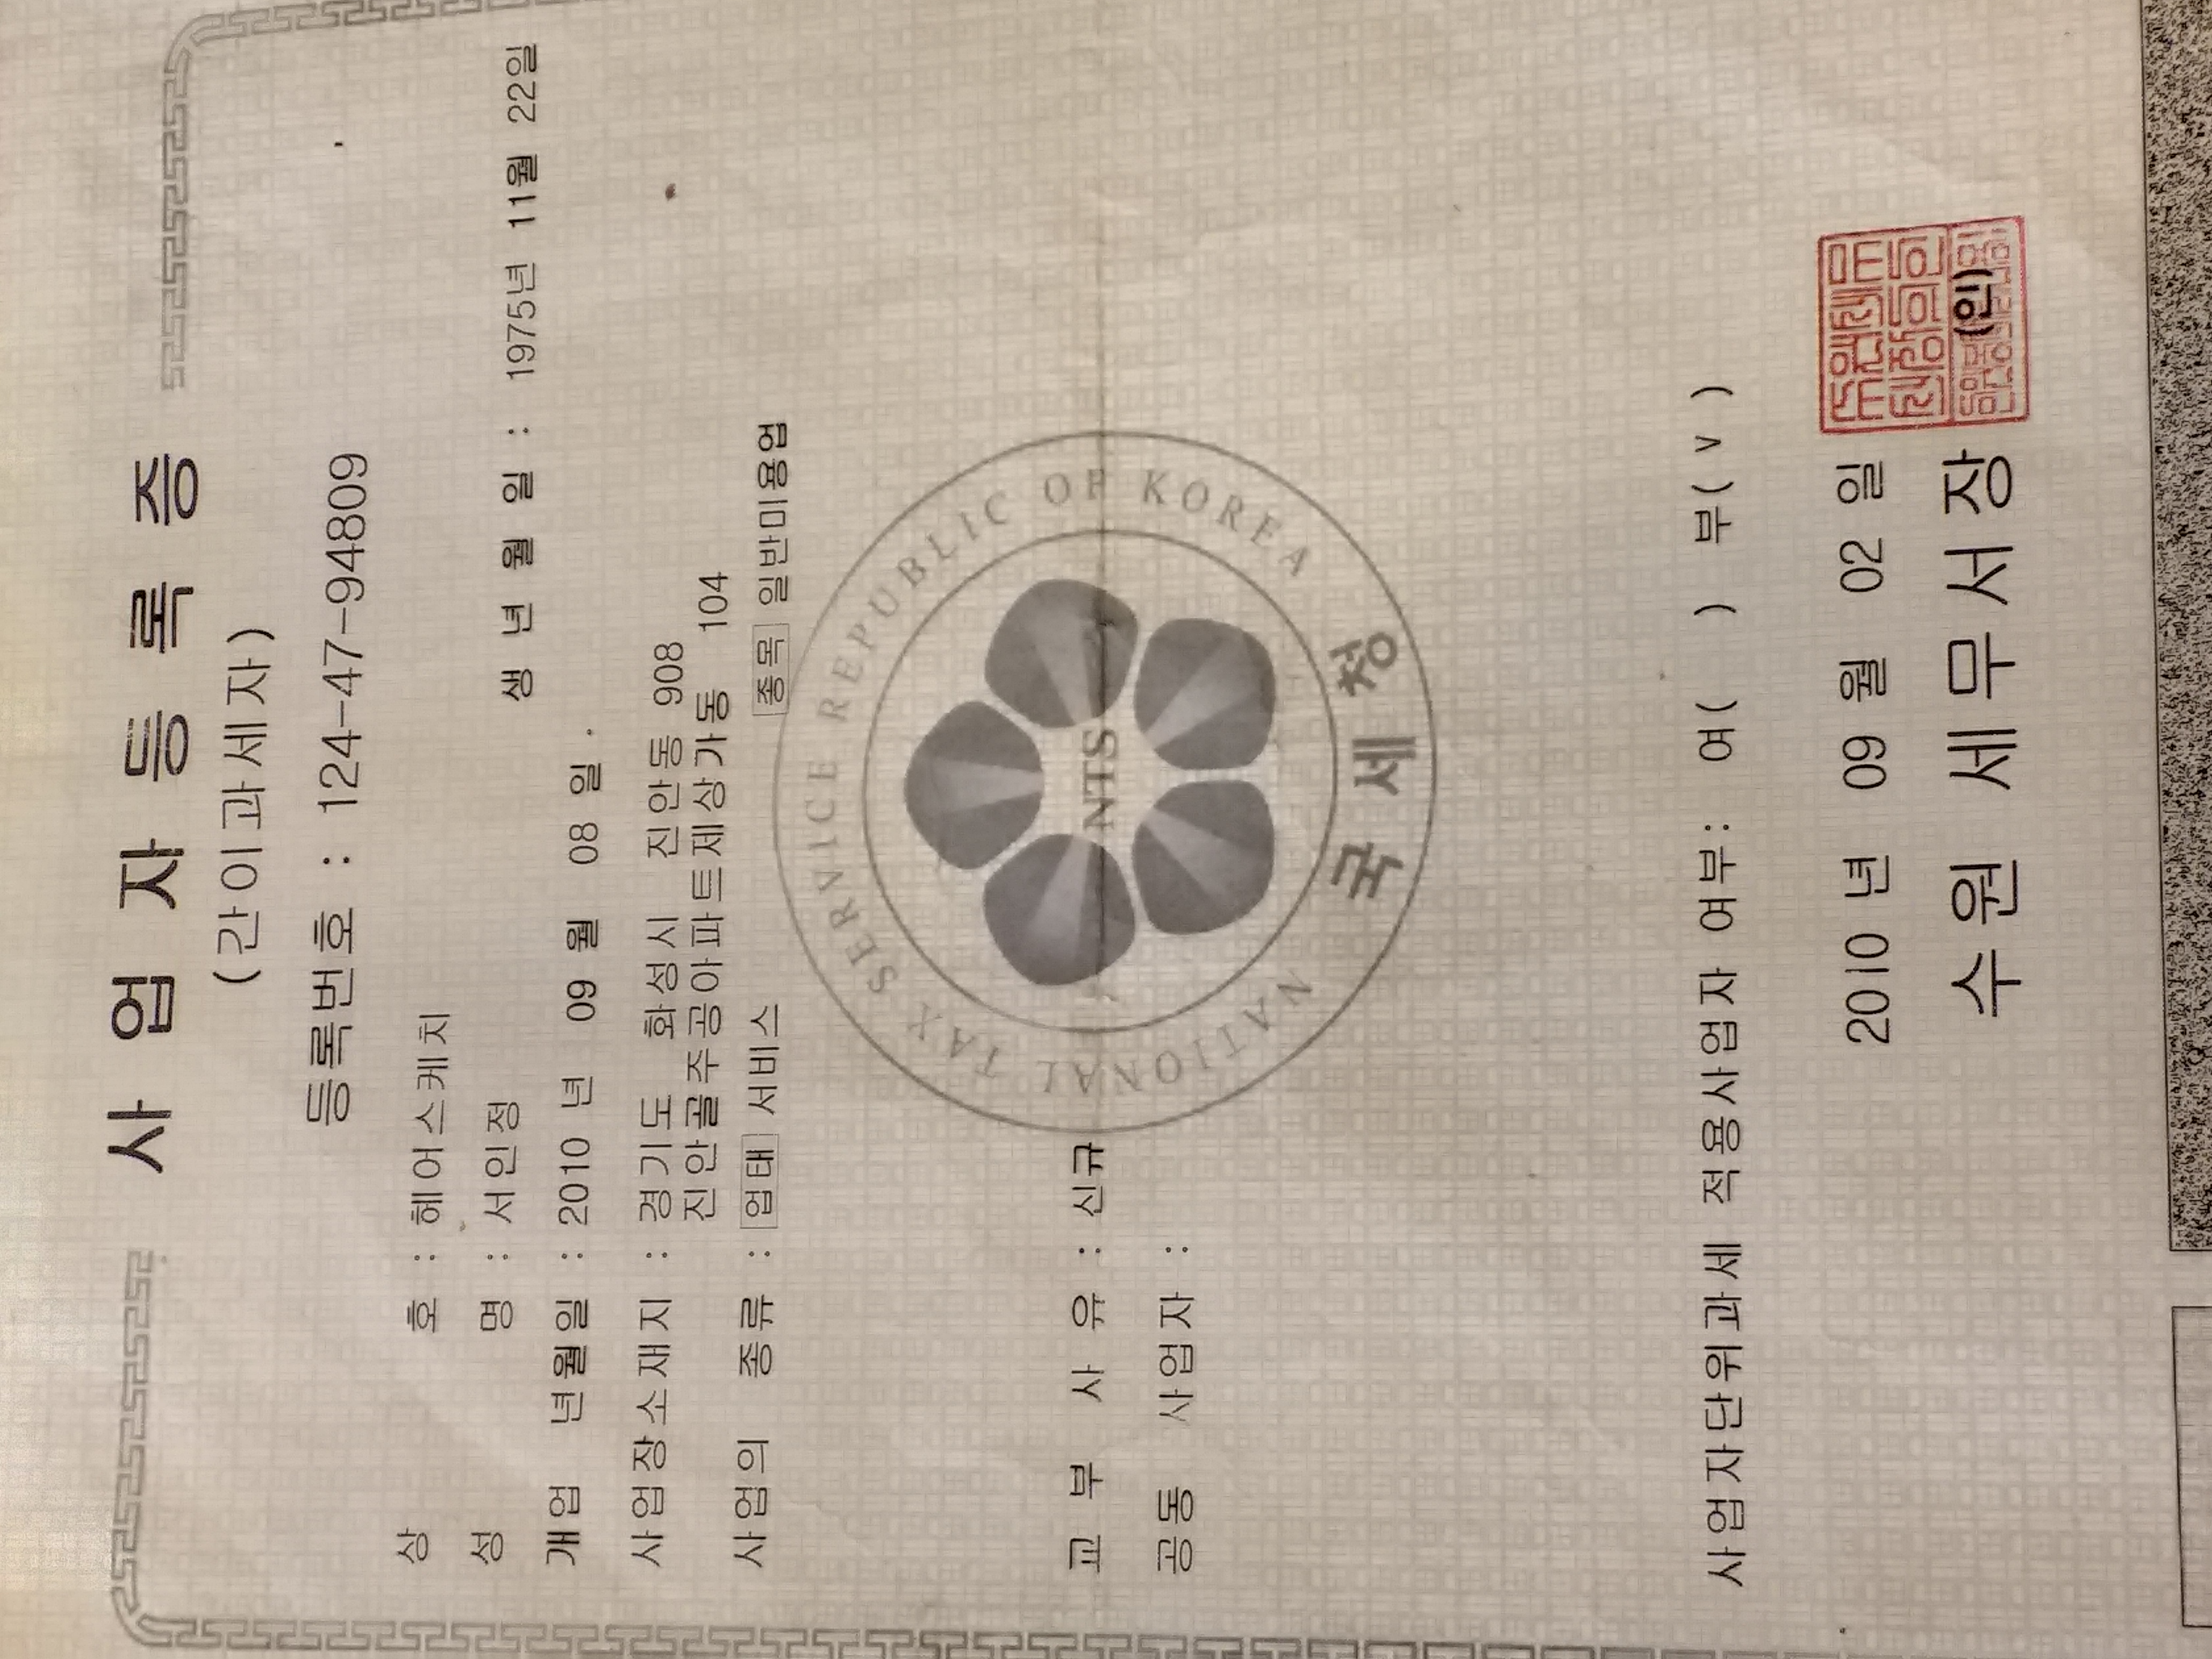 사업자등록증
(간이과세자)
등록번호 : 124-47-94809
상 호 : 헤어스케치
성 명 : 서인정 생 년 월 일 : 1975년 11월 22일
개업 년월일 : 2010 년 09 월 08 일 .
사업장소재지 : 경기도 화성시 진안동 908
진안골주공아파트제상가동 104
사업의 종류 : 업태 서비스 종목 일반미용업
NATIONAL TAX SERVICE REPUBLIC OF KOREA
NTS
국세청
교 부 사 유 : 신규
공동 사업자 :
사업자단위과세 적용사업자 여부: 여( ) 부( v )
2010 년 09 월 02 일
수원 세무서장 (인)